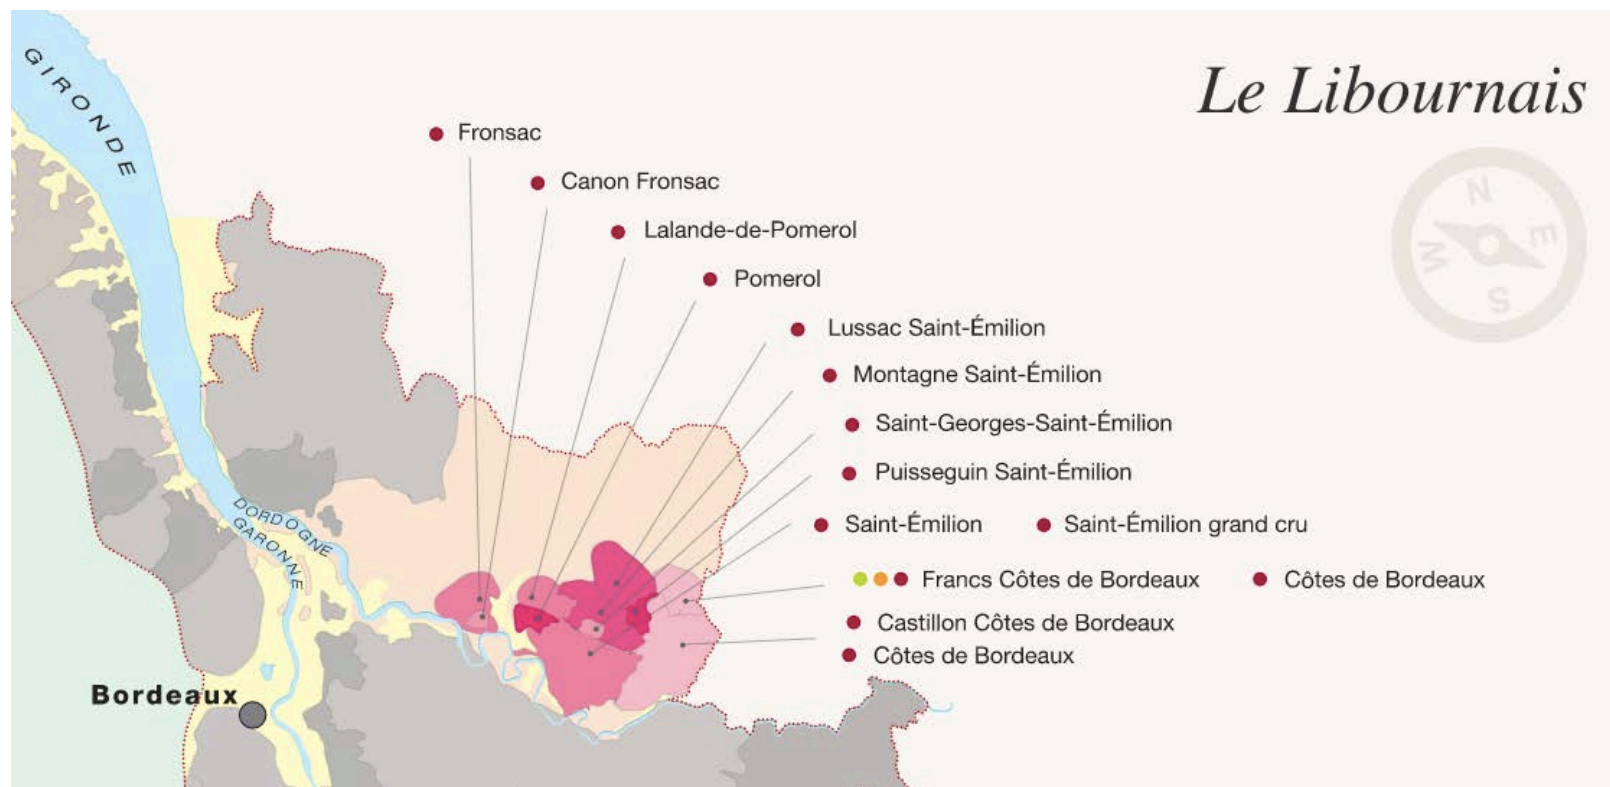 Le Libournais
GIRONDE
Fronsac
Canon Fronsac
Lalande-de-Pomerol
Pomerol
Lussac Saint-Émilion
Montagne Saint-Émilion
Saint-Georges-Saint-Émilion
Puisseguin Saint-Émilion
Saint-Émilion
Saint-Émilion grand cru
Francs Côtes de Bordeaux
Côtes de Bordeaux
Castillon Côtes de Bordeaux
Côtes de Bordeaux
DORDOGNE
GARONNE
Bordeaux
N
E
S
W